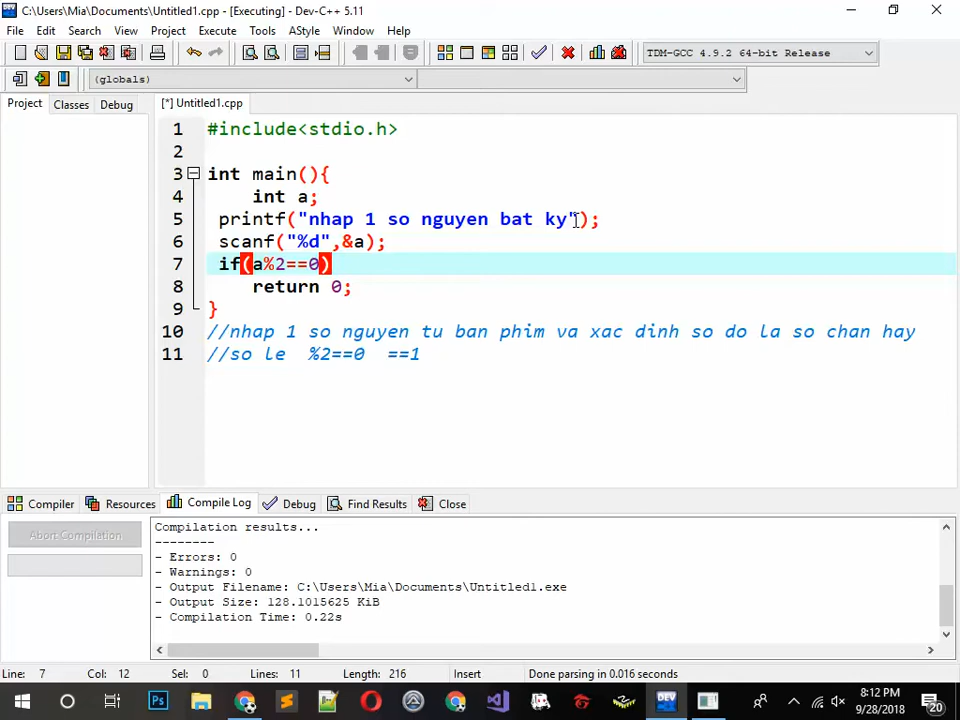 C:\Users\Mia\Documents\Untitled1.cpp - [Executing] - Dev-C++ 5.11
File Edit Search View Project Execute Tools AStyle Window Help
TDM-GCC 4.9.2 64-bit Release
(globals)
Project Classes Debug [*] Untitled1.cpp
1 #include<stdio.h>
2
3 int main(){
4 int a;
5 printf("nhap 1 so nguyen bat ky");
6 scanf("%d",&a);
7 if(a%2==0)
8 return 0;
9 }
10 //nhap 1 so nguyen tu ban phim va xac dinh so do la so chan hay
11 //so le %2==0 ==1
Compiler Resources Compile Log Debug Find Results Close
Abort Compilation
Compilation results...
--------
- Errors: 0
- Warnings: 0
- Output Filename: C:\Users\Mia\Documents\Untitled1.exe
- Output Size: 128.1015625 KiB
- Compilation Time: 0.22s
Line: 7 Col: 12 Sel: 0 Lines: 11 Length: 216 Insert Done parsing in 0.016 seconds
8:12 PM
9/28/2018
20